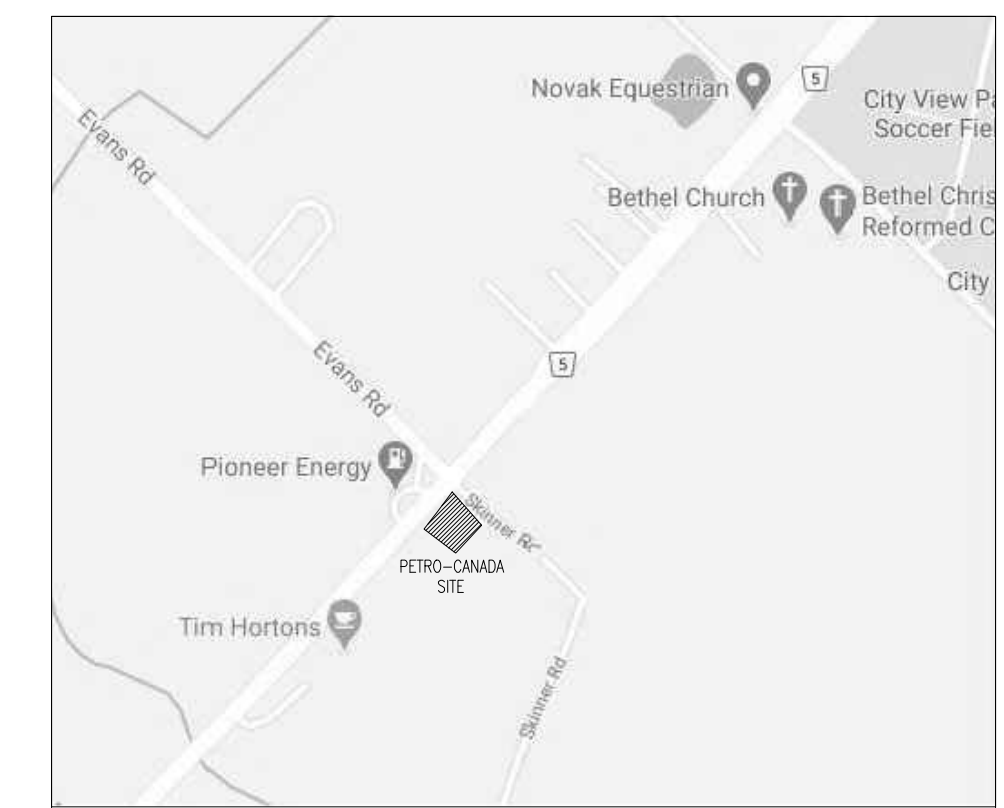 Novak Equestrian
5
City View Pa
Soccer Fie
Evans Rd
Bethel Church
Bethel Chris
Reformed C
City
5
Evans Rd
Pioneer Energy
Skinner Rd
PETRO-CANADA
SITE
Tim Hortons
Skinner Rd